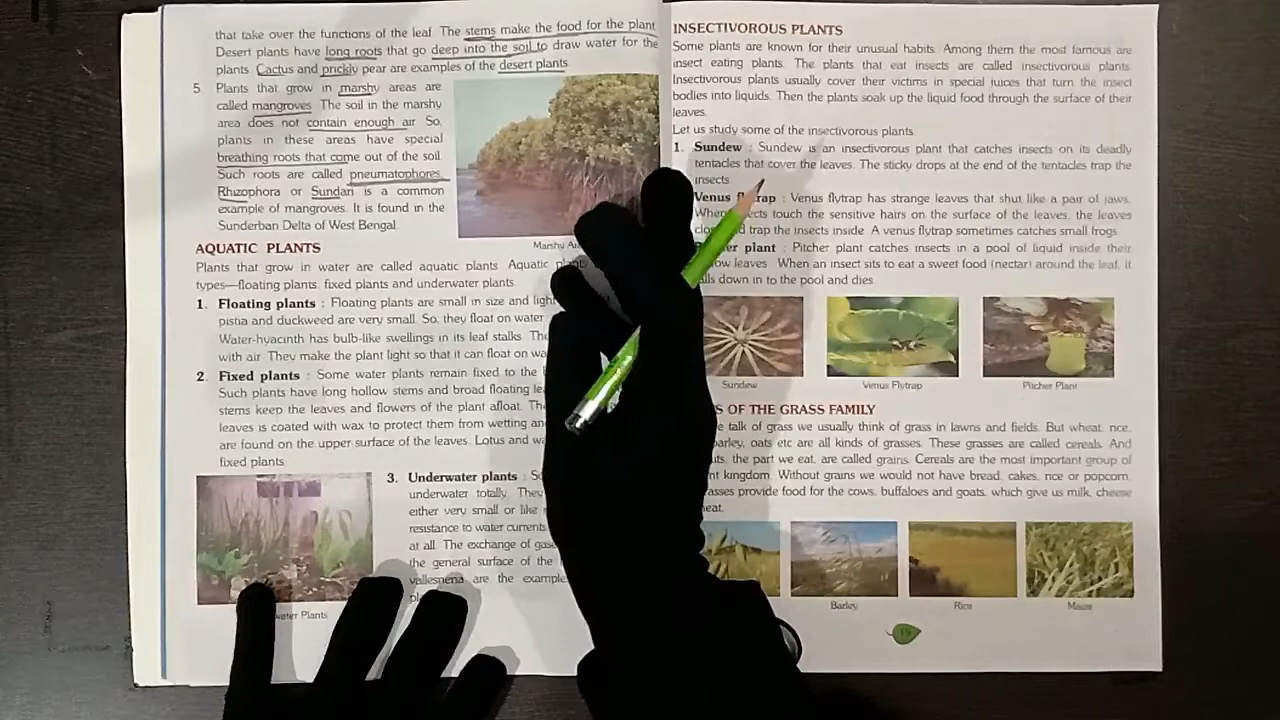 that take over the functions of the leaf. The stems make the food for the plant
Desert plants have long roots that go deep into the soil to draw water for the
plants. Cactus and prickly pear are examples of the desert plants
5 Plants that grow in marshy areas are
called mangroves. The soil in the marshy
area does not contain enough air. So,
plants in these areas have special
breathing roots that come out of the soil.
Such roots are called pneumatophores.
Rhizophora or Sundari is a common
example of mangroves. It is found in the
Sunderban Delta of West Bengal.
Marshy
AQUATIC PLANTS
Plants that grow in water are called aquatic plants. Aquatic plants
types—floating plants, fixed plants and underwater plants.
1. Floating plants : Floating plants are small in size and light
pistia and duckweed are very small. So, they float on water
Water-hyacinth has bulb-like swellings in its leaf stalks.
with air. They make the plant light so that it can float on
2. Fixed plants : Some water plants remain fixed to the
Such plants have long hollow stems and broad floating
stems keep the leaves and flowers of the plant afloat.
leaves is coated with wax to protect them from wetting
are found on the upper surface of the leaves. Lotus and
fixed plants
3. Underwater plants :
underwater totally. They
either very small or like
resistance to water currents
at all. The exchange of
the general surface of the
vallesneria are the
Plants
INSECTIVOROUS PLANTS
Some plants are known for their unusual habits. Among them the most famous are
insect eating plants. The plants that eat insects are called insectivorous plants.
Insectivorous plants usually cover their victims in special juices that turn the insect
bodies into liquids. Then the plants soak up the liquid food through the surface of their
leaves.
Let us study some of the insectivorous plants
1. Sundew : Sundew is an insectivorous plant that catches insects on its deadly
tentacles that cover the leaves. The sticky drops at the end of the tentacles trap the
insects.
Venus flytrap : Venus flytrap has strange leaves that shut like a pair of jaws.
When touch the sensitive hairs on the surface of the leaves, the leaves
trap the insects inside. A venus flytrap sometimes catches small frogs.
plant : Pitcher plant catches insects in a pool of liquid inside their
leaves. When an insect sits to eat a sweet food (nectar) around the leaf, it
down in to the pool and dies.
Sundew
Venus Flytrap
Pitcher Plant
OF THE GRASS FAMILY
talk of grass we usually think of grass in lawns and fields. But wheat, rice,
barley, oats etc are all kinds of grasses. These grasses are called cereals. And
the part we eat, are called grains. Cereals are the most important group of
kingdom. Without grains we would not have bread, cakes, rice or popcorn.
provide food for the cows, buffaloes and goats, which give us milk, cheese
Barley
Rice
Maize